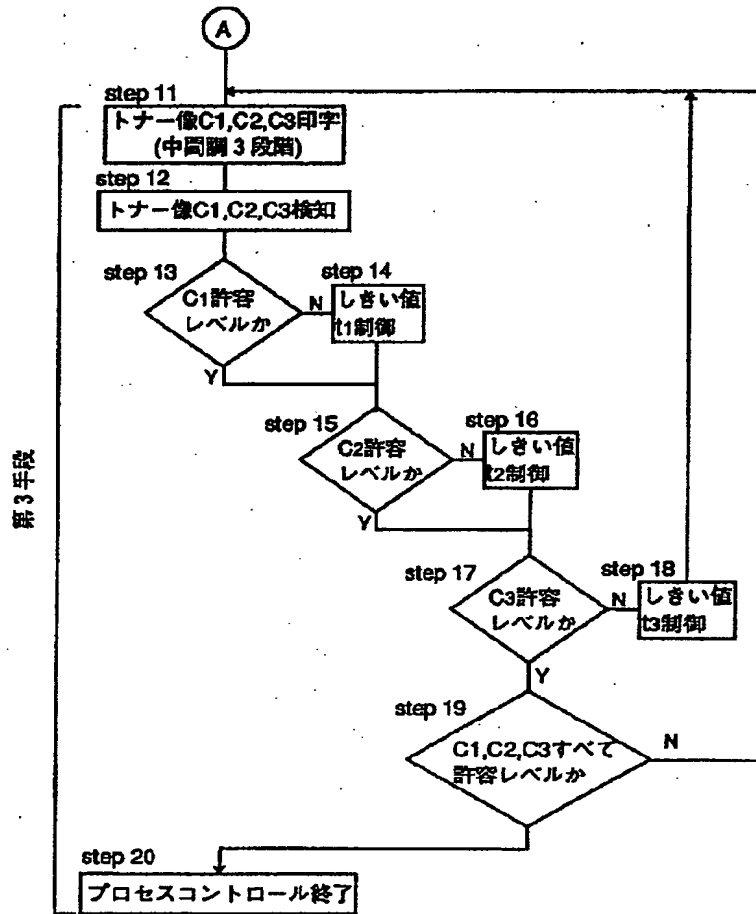 A
step 11
トナー像C1,C2,C3印字
(中間調3段階)
step 12
トナー像C1,C2,C3検知
step 13
C1許容
レベルか
N
Y
step 14
しきい値
t1制御
step 15
C2許容
レベルか
N
Y
step 16
しきい値
t2制御
step 17
C3許容
レベルか
N
Y
step 18
しきい値
t3制御
step 19
C1,C2,C3すべて
許容レベルか
N
step 20
プロセスコントロール終了
第3手段